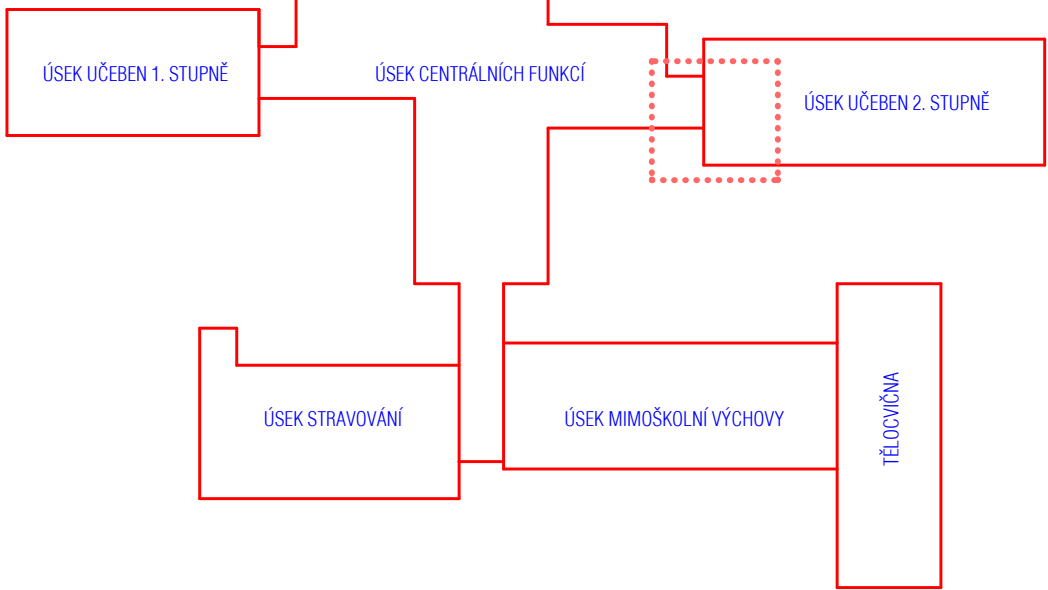 ÚSEK UČEBEN 1. STUPNĚ
ÚSEK CENTRÁLNÍCH FUNKCÍ
ÚSEK UČEBEN 2. STUPNĚ
ÚSEK STRAVOVÁNÍ
ÚSEK MIMOŠKOLNÍ VÝCHOVY
TĚLOCVIČNA